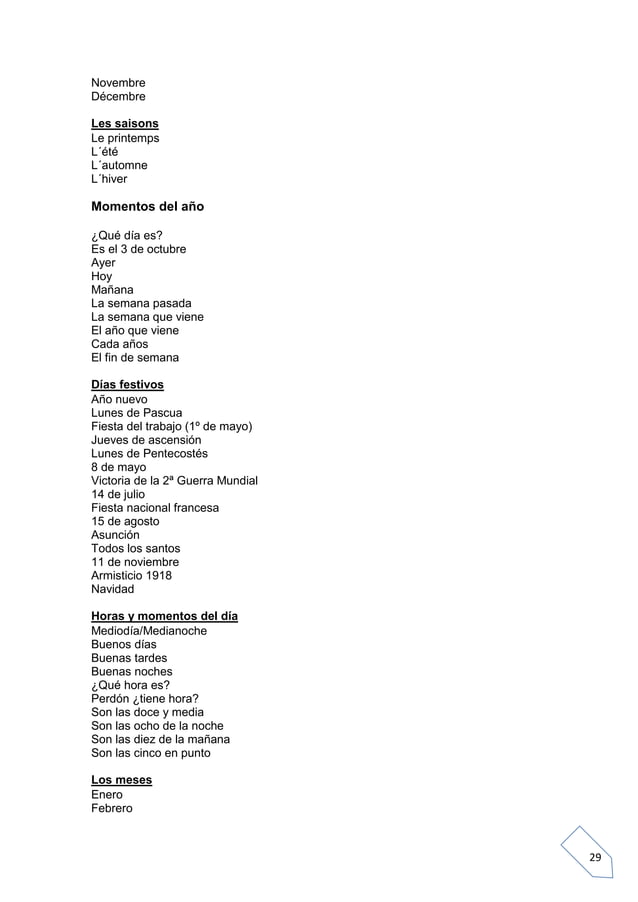 Novembre
Décembre
Les saisons
Le printemps
L´été
L´automne
L´hiver
Momentos del año
¿Qué día es?
Es el 3 de octubre
Ayer
Hoy
Mañana
La semana pasada
La semana que viene
El año que viene
Cada años
El fin de semana
Días festivos
Año nuevo
Lunes de Pascua
Fiesta del trabajo (1º de mayo)
Jueves de ascensión
Lunes de Pentecostés
8 de mayo
Victoria de la 2ª Guerra Mundial
14 de julio
Fiesta nacional francesa
15 de agosto
Asunción
Todos los santos
11 de noviembre
Armisticio 1918
Navidad
Horas y momentos del día
Mediodía/Medianoche
Buenos días
Buenas tardes
Buenas noches
¿Qué hora es?
Perdón ¿tiene hora?
Son las doce y media
Son las ocho de la noche
Son las diez de la mañana
Son las cinco en punto
Los meses
Enero
Febrero
29